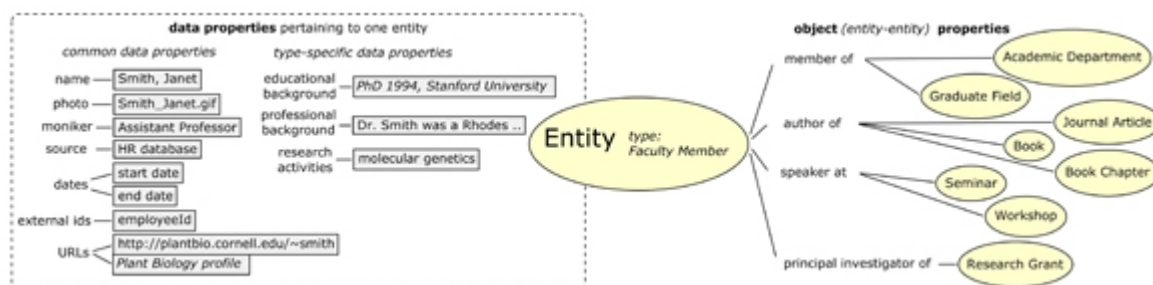 data properties pertaining to one entity
common data properties
type-specific data properties
name
Smith, Janet
photo
Smith_Janet.gif
moniker
Assistant Professor
source
HR database
dates
start date
end date
external ids
employeeId
URLs
http://plantbio.cornell.edu/~smith
Plant Biology profile
educational
background
PhD 1994, Stanford University
professional
background
Dr. Smith was a Rhodes ..
research
activities
molecular genetics
Entity
type:
Faculty Member
object (entity-entity) properties
member of
Academic Department
Graduate Field
author of
Journal Article
Book
Book Chapter
speaker at
Seminar
Workshop
principal investigator of
Research Grant